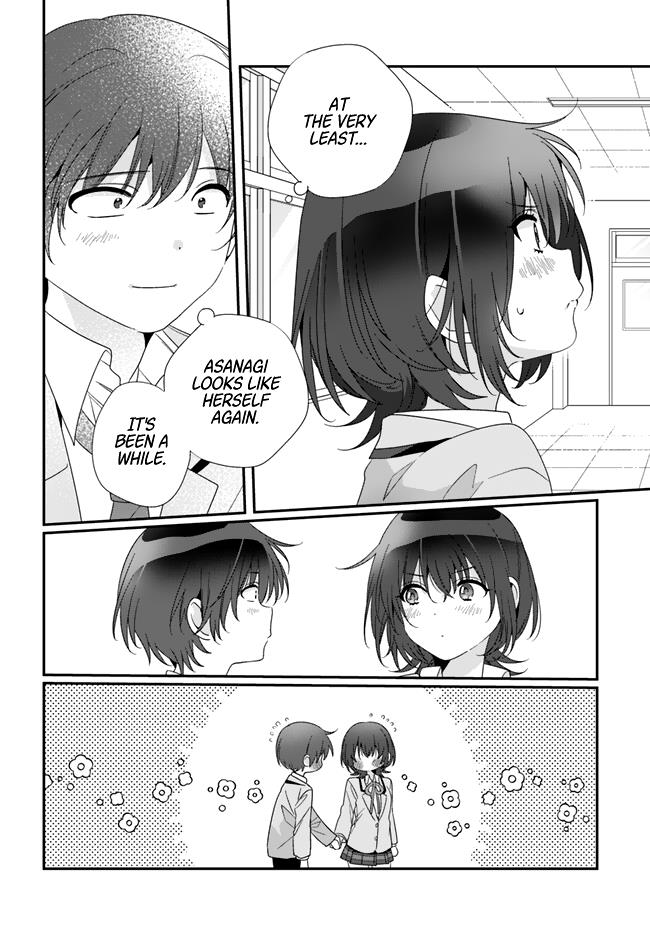 AT
THE VERY
LEAST...
ASANAGI
LOOKS LIKE
HERSELF
AGAIN.
IT'S
BEEN A
WHILE.